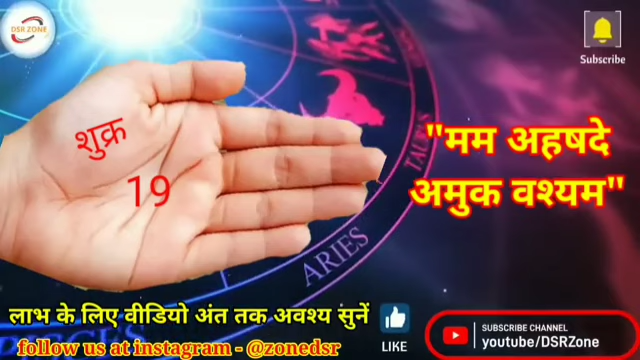 DSR ZONE
Subscribe
शुक्र
19
"मम अहषदे
अमुक वश्यम"
TAURUS
ARIES
लाभ के लिए वीडियो अंत तक अवश्य सुनें
LIKE
SUBSCRIBE CHANNEL
youtube/DSRZone
follow us at instagram - @zonedsr